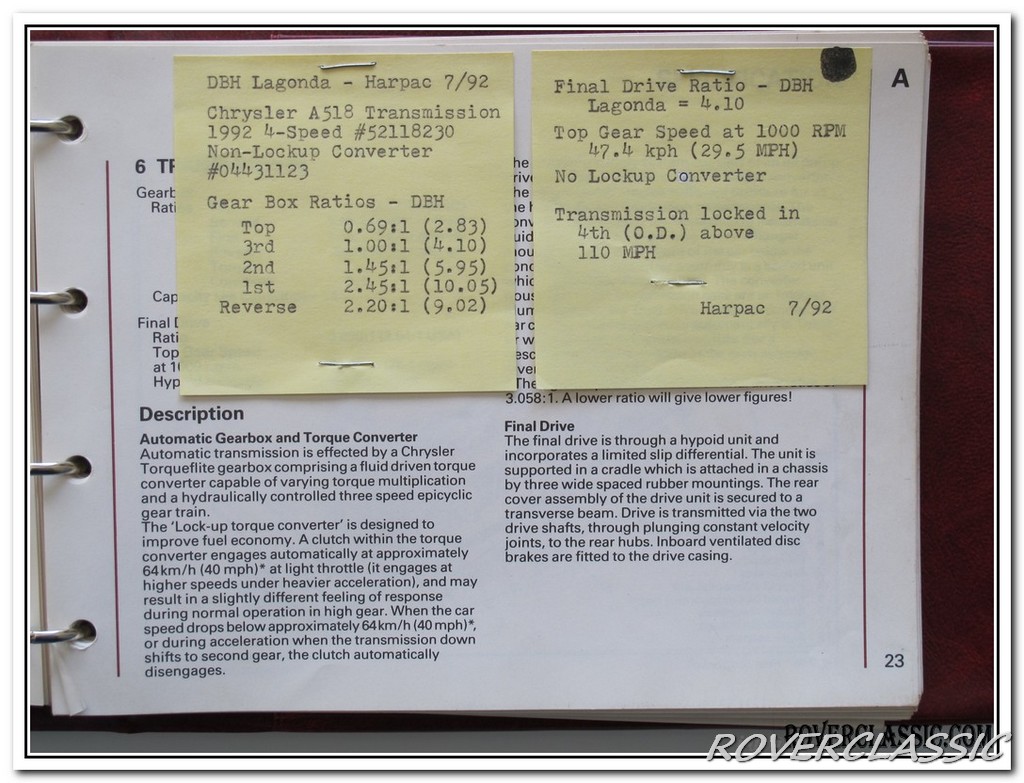 A
DBH Lagonda - Harpac 7/92
Chrysler A518 Transmission
1992 4-Speed #52118230
Non-Lockup Converter
#04431123
Gear Box Ratios - DBH
Top 0.69:1 (2.83)
3rd 1.00:1 (4.10)
2nd 1.45:1 (5.95)
1st 2.45:1 (10.05)
Reverse 2.20:1 (9.02)
Final Drive Ratio - DBH
Lagonda = 4.10
Top Gear Speed at 1000 RPM
47.4 kph (29.5 MPH)
No Lockup Converter
Transmission locked in
4th (O.D.) above
110 MPH
Harpac 7/92
6 TR
Gearb
Rati
Capa
Final D
Rati
Top
at 10
Hyp
Description
Automatic Gearbox and Torque Converter
Automatic transmission is effected by a Chrysler
Torqueflite gearbox comprising a fluid driven torque
converter capable of varying torque multiplication
and a hydraulically controlled three speed epicyclic
gear train.
The 'Lock-up torque converter' is designed to
improve fuel economy. A clutch within the torque
converter engages automatically at approximately
64km/h (40 mph)* at light throttle (it engages at
higher speeds under heavier acceleration), and may
result in a slightly different feeling of response
during normal operation in high gear. When the car
speed drops below approximately 64km/h (40 mph)*,
or during acceleration when the transmission down
shifts to second gear, the clutch automatically
disengages.
3.058:1. A lower ratio will give lower figures!
Final Drive
The final drive is through a hypoid unit and
incorporates a limited slip differential. The unit is
supported in a cradle which is attached in a chassis
by three wide spaced rubber mountings. The rear
cover assembly of the drive unit is secured to a
transverse beam. Drive is transmitted via the two
drive shafts, through plunging constant velocity
joints, to the rear hubs. Inboard ventilated disc
brakes are fitted to the drive casing.
23
ROVERCLASSIC.COM
ROVERCLASSIC